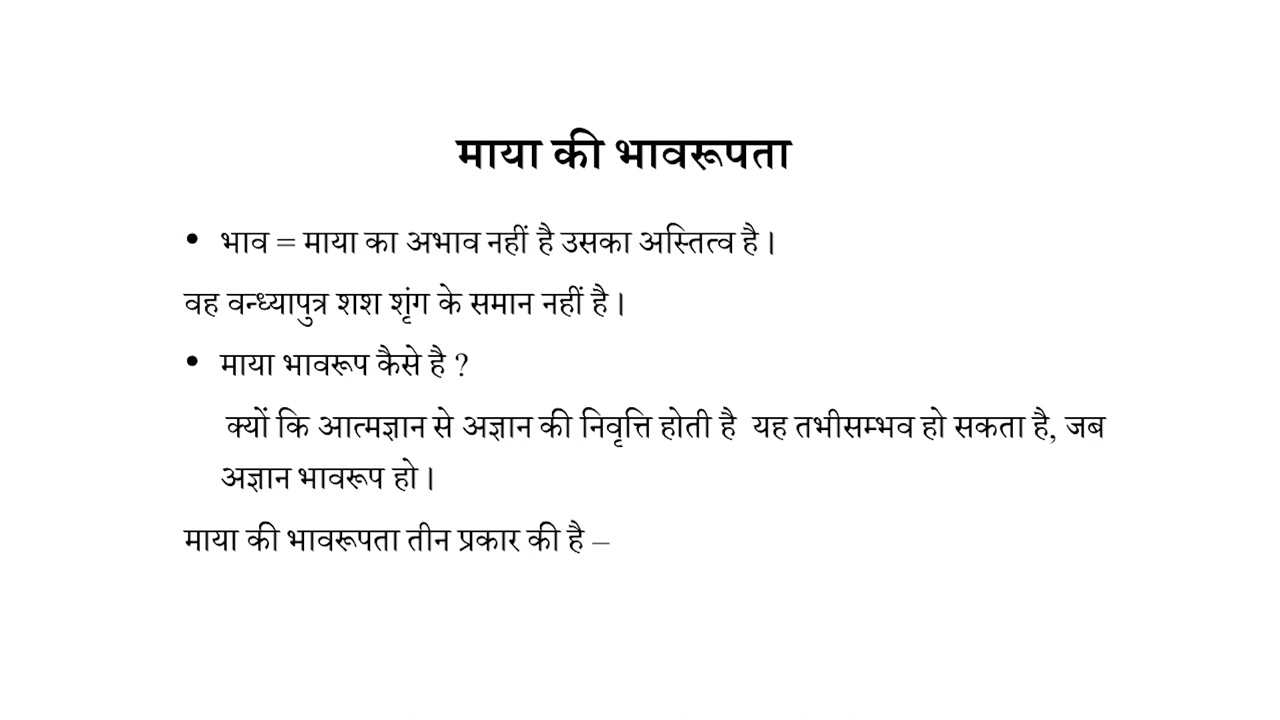 माया की भावरूपता
• भाव = माया का अभाव नहीं है उसका अस्तित्व है।
वह वन्ध्यापुत्र शश शृंग के समान नहीं है।
• माया भावरूप कैसे है ?
क्यों कि आत्मज्ञान से अज्ञान की निवृत्ति होती है यह तभीसम्भव हो सकता है, जब
अज्ञान भावरूप हो।
माया की भावरूपता तीन प्रकार की है –